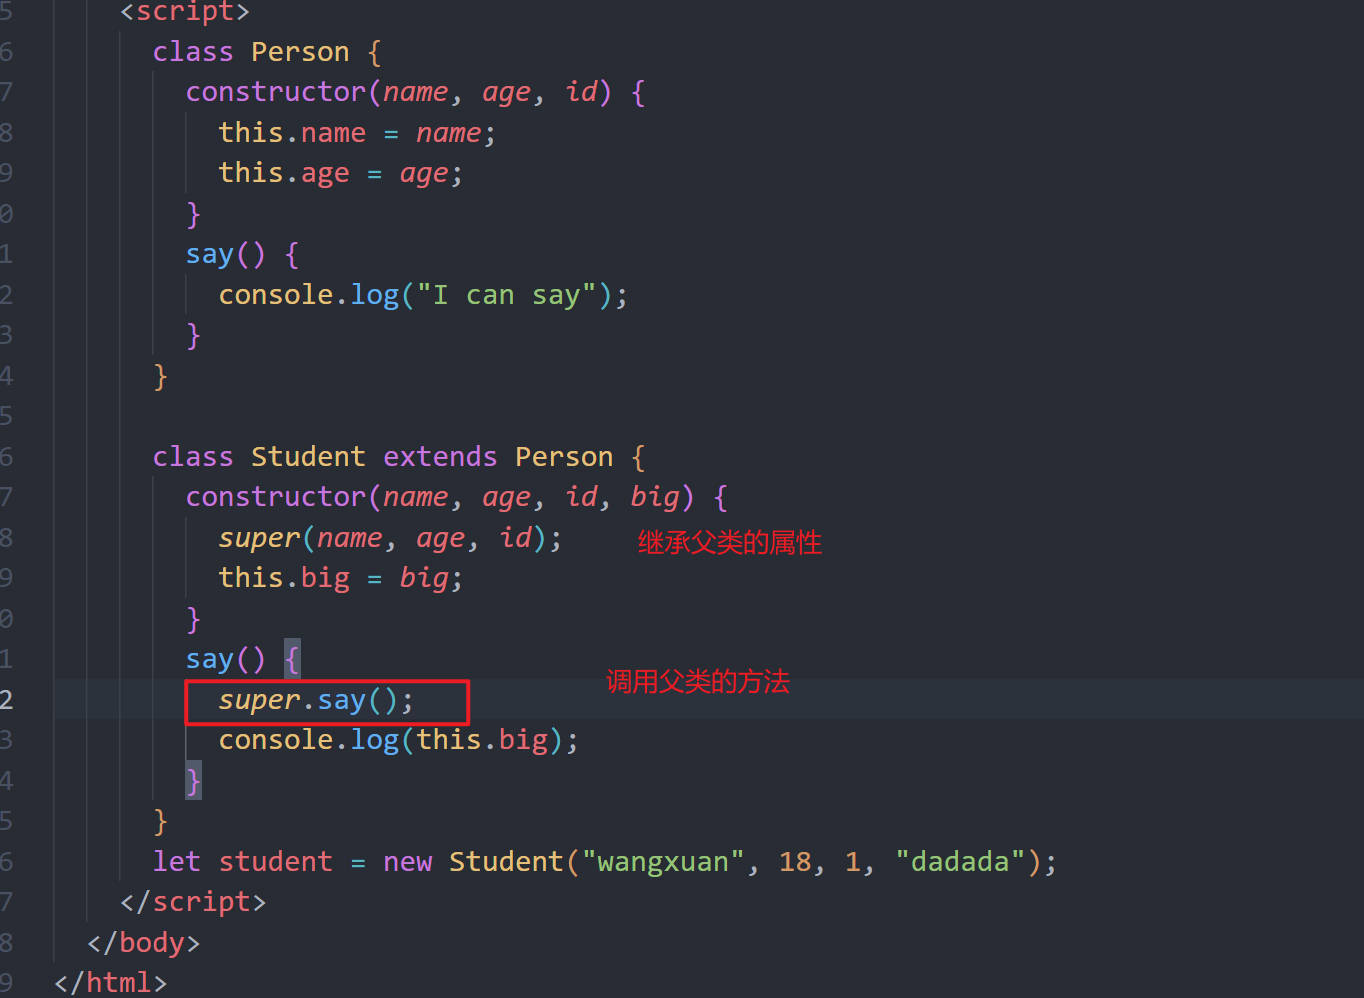 5 <script>
6 class Person {
7 constructor(name, age, id) {
8 this.name = name;
9 this.age = age;
0 }
1 say() {
2 console.log("I can say");
3 }
4 }
5
6 class Student extends Person {
7 constructor(name, age, id, big) {
8 super(name, age, id); 继承父类的属性
9 this.big = big;
0 }
1 say() {
2 super.say(); 调用父类的方法
3 console.log(this.big);
4 }
5 }
6 let student = new Student("wangxuan", 18, 1, "dadada");
7 </script>
8 </body>
9 </html>